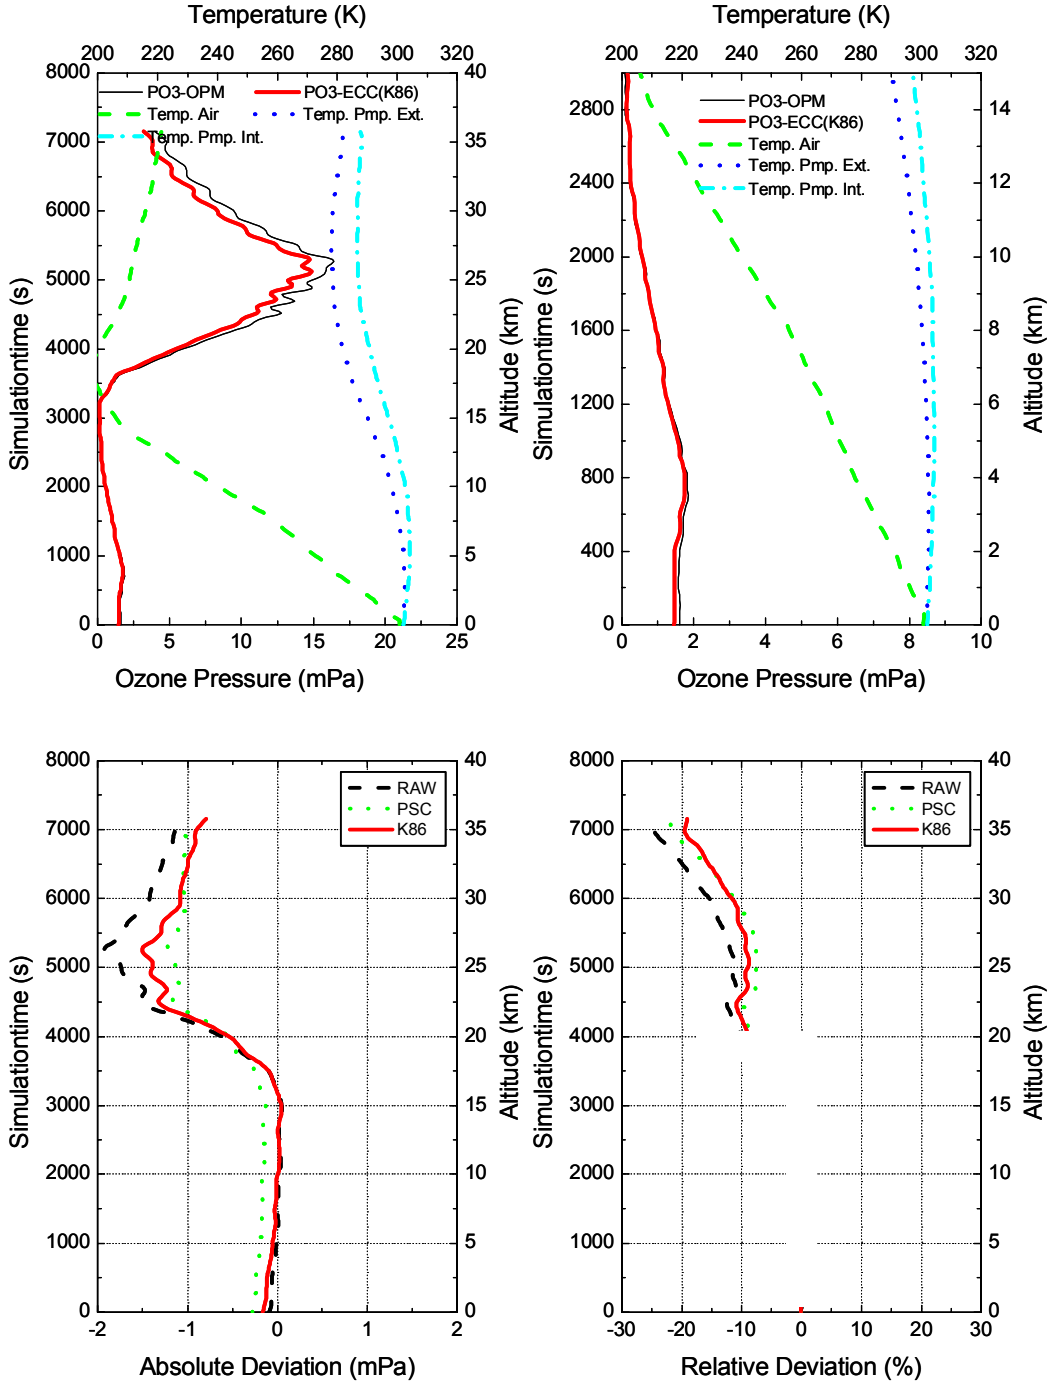 Temperature (K)
200 220 240 260 280 300 320
8000 40
PO3-OPM PO3-ECC(K86)
Temp. Air Temp. Pmp. Ext.
7000 Temp. Pmp. Int. 35
6000 30
5000 25
4000 20
3000 15
2000 10
1000 5
0 0
Simulationtime (s)
Altitude (km)
0 5 10 15 20 25
Ozone Pressure (mPa)
Temperature (K)
200 220 240 260 280 300 320
2800 14
PO3-OPM
PO3-ECC(K86)
Temp. Air
Temp. Pmp. Ext.
Temp. Pmp. Int.
2400 12
2000 10
1600 8
1200 6
800 4
400 2
0 0
Simulationtime (s)
Altitude (km)
0 2 4 6 8 10
Ozone Pressure (mPa)
8000 40
RAW
PSC
K86
7000 35
6000 30
5000 25
4000 20
3000 15
2000 10
1000 5
0 0
Simulationtime (s)
Altitude (km)
-2 -1 0 1 2
Absolute Deviation (mPa)
8000 40
RAW
PSC
K86
7000 35
6000 30
5000 25
4000 20
3000 15
2000 10
1000 5
0 0
Simulationtime (s)
Altitude (km)
-30 -20 -10 0 10 20 30
Relative Deviation (%)